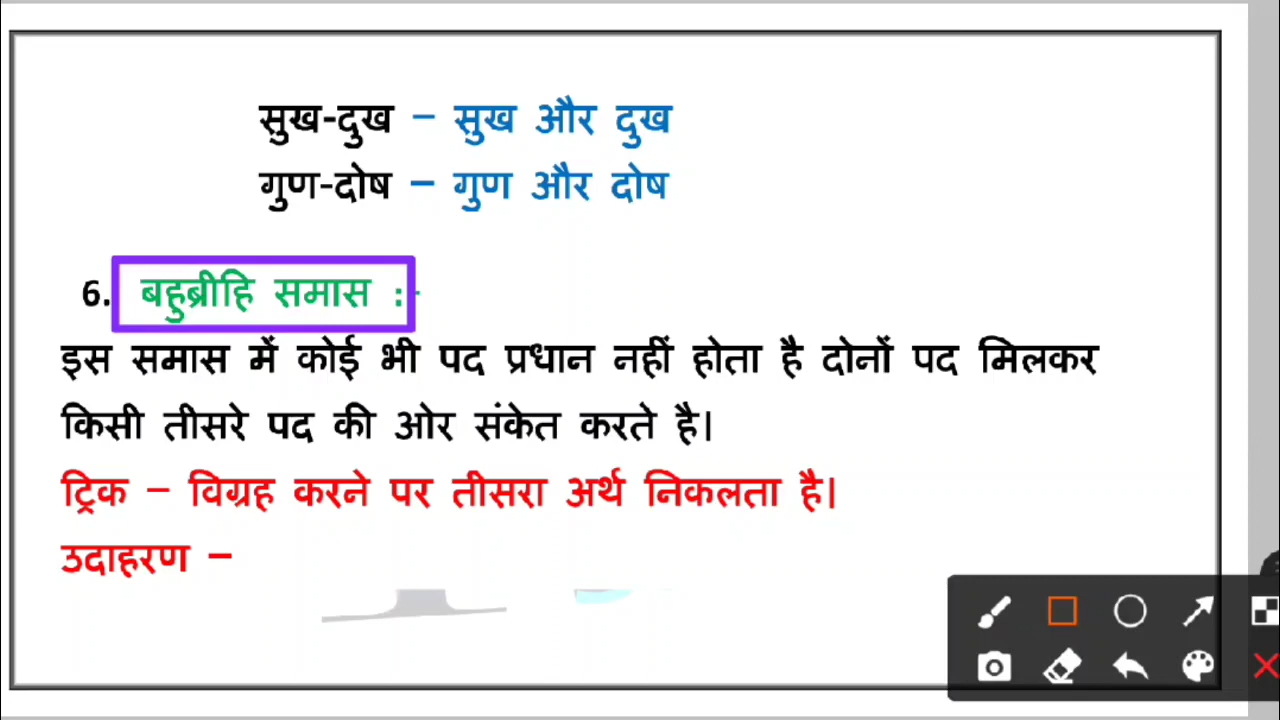 सुख-दुख – सुख और दुख
गुण-दोष – गुण और दोष
6. बहुब्रीहि समास :-
इस समास में कोई भी पद प्रधान नहीं होता है दोनों पद मिलकर
किसी तीसरे पद की ओर संकेत करते है।
ट्रिक – विग्रह करने पर तीसरा अर्थ निकलता है।
उदाहरण –